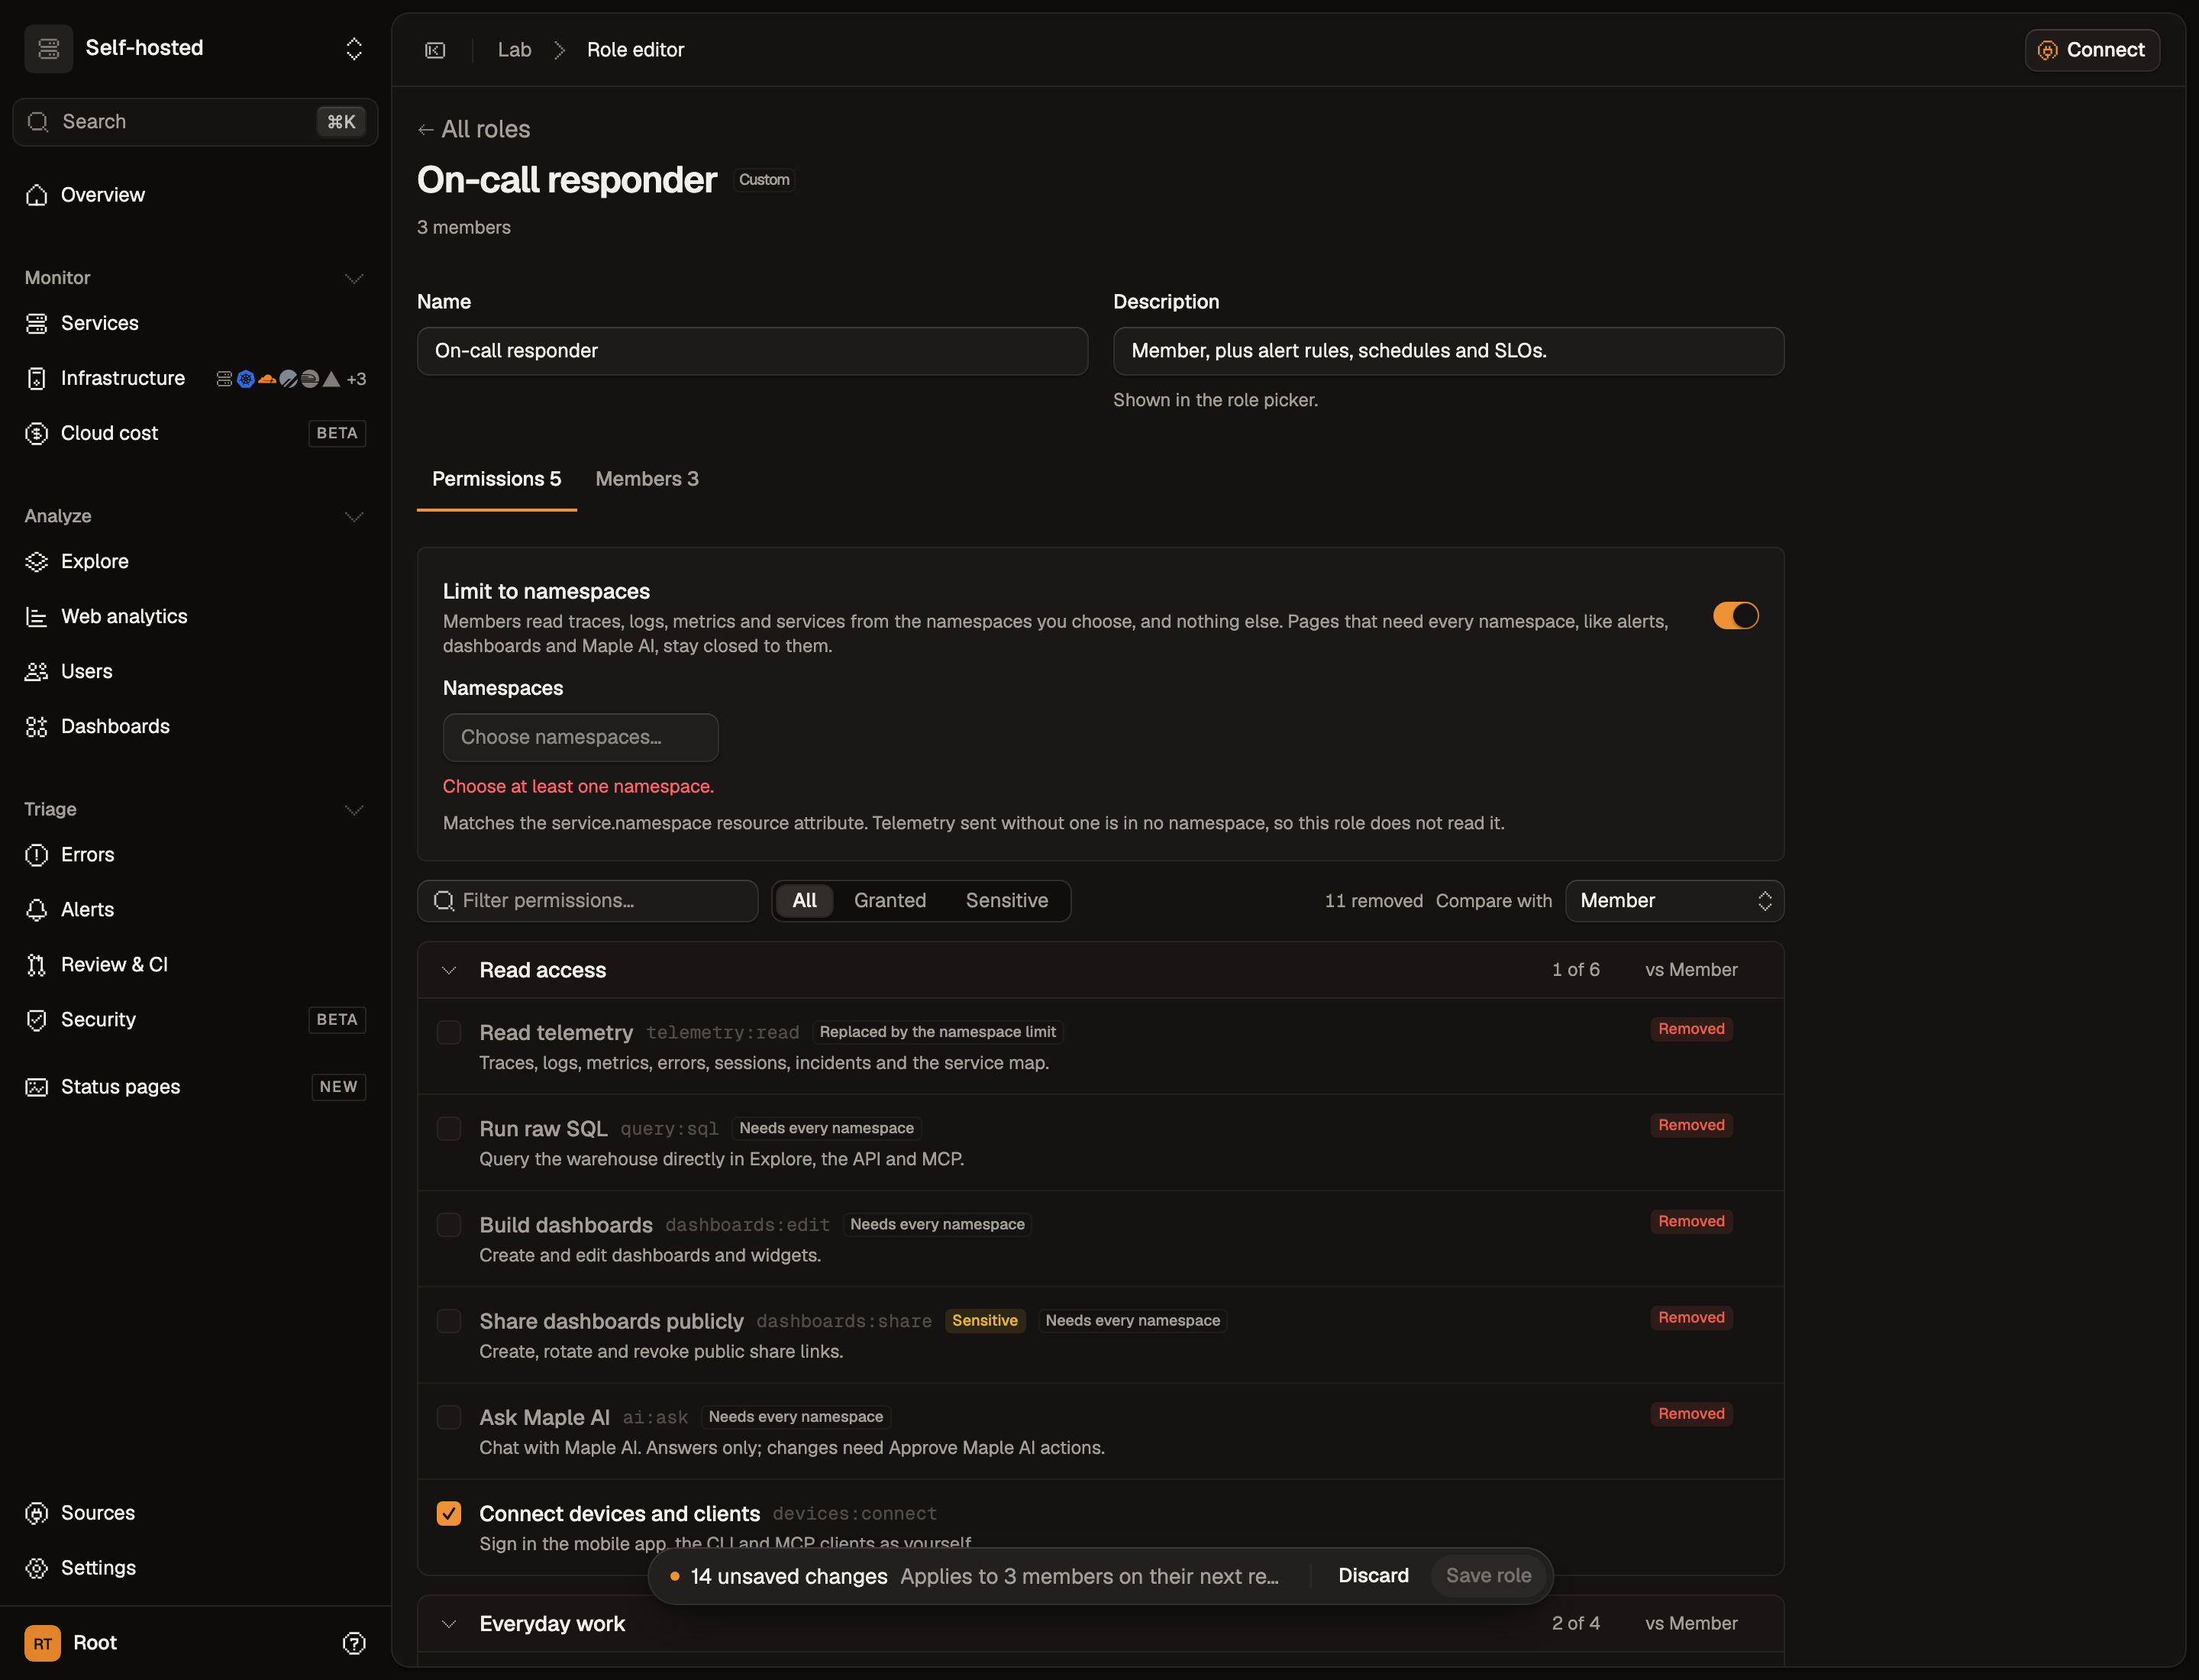 Self-hosted
Search
⌘K
Overview
Monitor
Services
Infrastructure
+3
Cloud cost
BETA
Analyze
Explore
Web analytics
Users
Dashboards
Triage
Errors
Alerts
Review & CI
Security
BETA
Status pages
NEW
Sources
Settings
RT
Root
Lab
Role editor
Connect
← All roles
On-call responder
Custom
3 members
Name
On-call responder
Description
Member, plus alert rules, schedules and SLOs.
Shown in the role picker.
Permissions 5
Members 3
Limit to namespaces
Members read traces, logs, metrics and services from the namespaces you choose, and nothing else. Pages that need every namespace, like alerts,
dashboards and Maple AI, stay closed to them.
Namespaces
Choose namespaces...
Choose at least one namespace.
Matches the service.namespace resource attribute. Telemetry sent without one is in no namespace, so this role does not read it.
Filter permissions...
All
Granted
Sensitive
11 removed
Compare with
Member
Read access
1 of 6
vs Member
Read telemetry telemetry:read Replaced by the namespace limit
Removed
Traces, logs, metrics, errors, sessions, incidents and the service map.
Run raw SQL query:sql Needs every namespace
Removed
Query the warehouse directly in Explore, the API and MCP.
Build dashboards dashboards:edit Needs every namespace
Removed
Create and edit dashboards and widgets.
Share dashboards publicly dashboards:share Sensitive Needs every namespace
Removed
Create, rotate and revoke public share links.
Ask Maple AI ai:ask Needs every namespace
Removed
Chat with Maple AI. Answers only; changes need Approve Maple AI actions.
Connect devices and clients devices:connect
Sign in the mobile app, the CLI and MCP clients as yourself
14 unsaved changes
Applies to 3 members on their next re...
Discard
Save role
Everyday work
2 of 4
vs Member